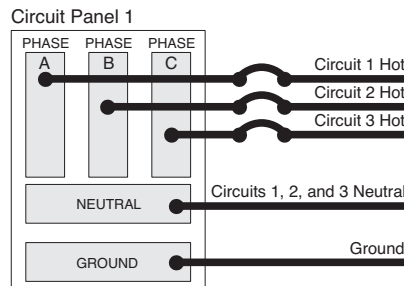 Circuit Panel 1
PHASE PHASE PHASE
A B C
Circuit 1 Hot
Circuit 2 Hot
Circuit 3 Hot
NEUTRAL
Circuits 1, 2, and 3 Neutral
GROUND
Ground